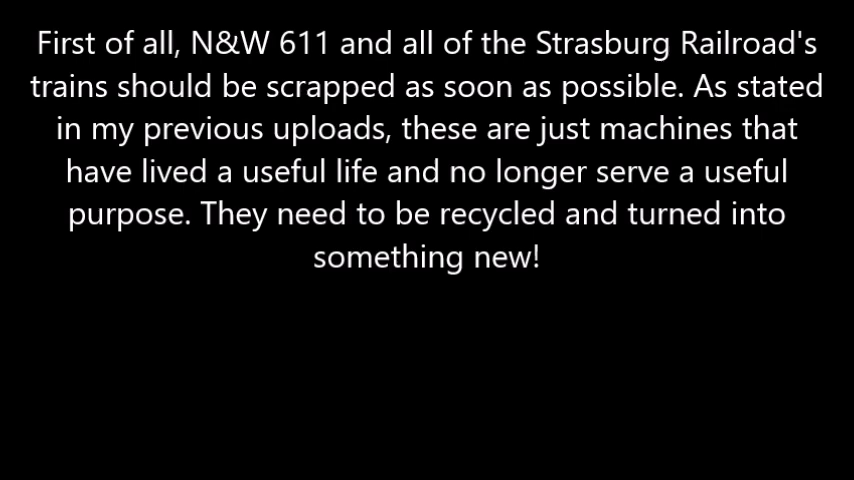 First of all, N&W 611 and all of the Strasburg Railroad's
trains should be scrapped as soon as possible. As stated
in my previous uploads, these are just machines that
have lived a useful life and no longer serve a useful
purpose. They need to be recycled and turned into
something new!